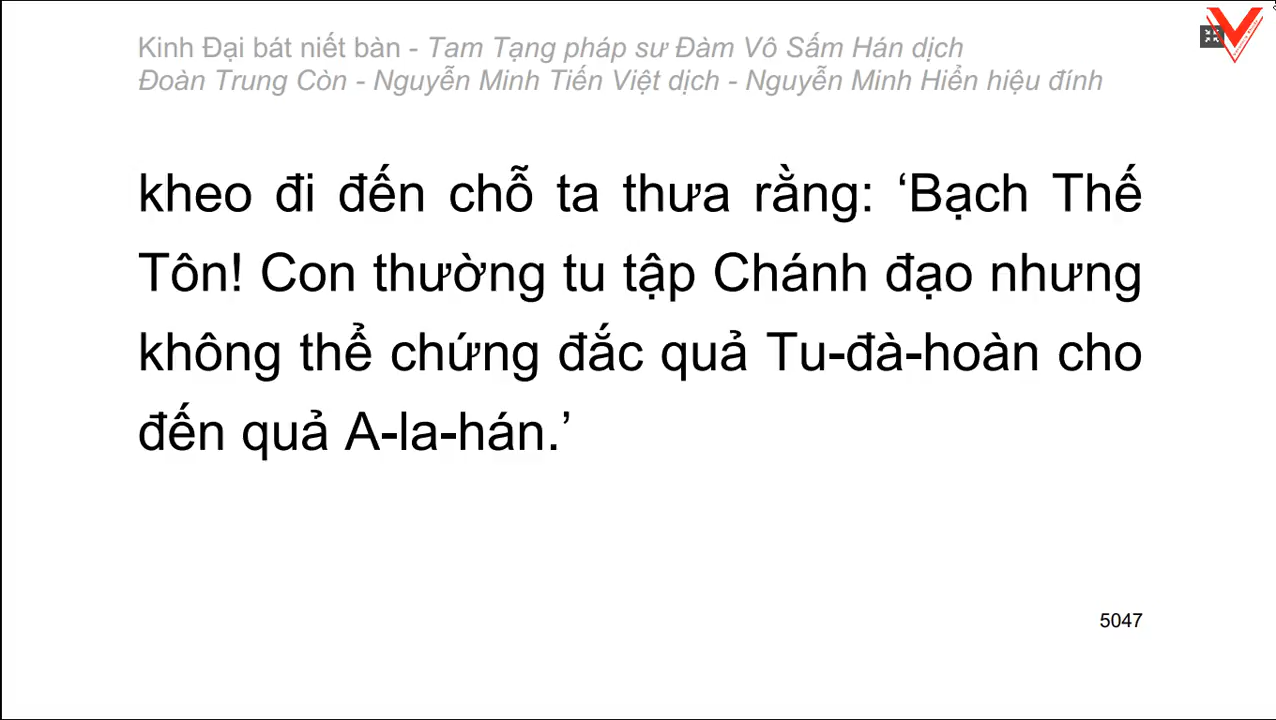 Kinh Đại bát niết bàn - Tam Tạng pháp sư Đàm Vô Sấm Hán dịch
Đoàn Trung Còn - Nguyễn Minh Tiến Việt dịch - Nguyễn Minh Hiển hiệu đính
kheo đi đến chỗ ta thưa rằng: ‘Bạch Thế
Tôn! Con thường tu tập Chánh đạo nhưng
không thể chứng đắc quả Tu-đà-hoàn cho
đến quả A-la-hán.’
5047